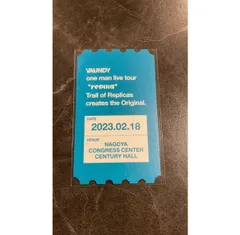 VAUNDY
one man live tour
"replica"
Trail of Replicas
creates the Original.
DATE
2023.02.18
VENUE
NAGOYA
CONGRESS CENTER
CENTURY HALL